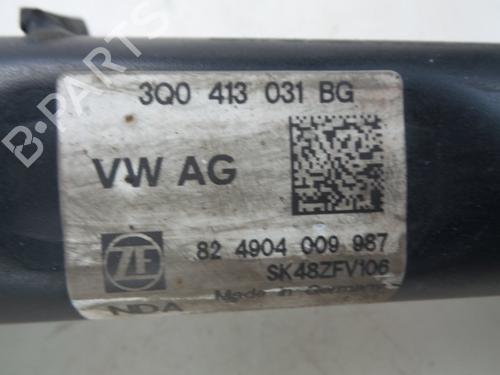 3Q0 413 031 BG
VW AG
ZF
82 4904 009 987
SK48ZFV106
Made in Germany
NDA
B-PARTS